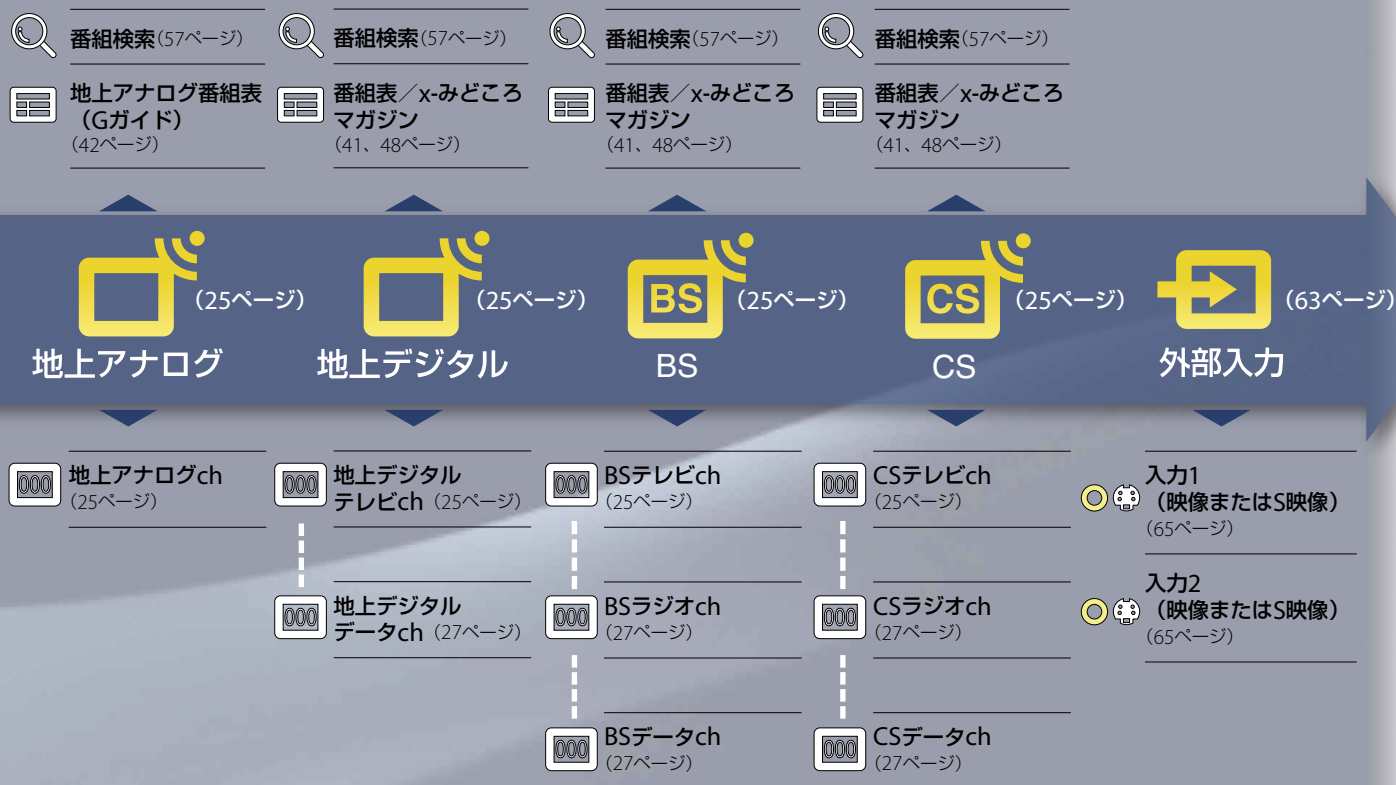 番組検索(57ページ)
番組検索(57ページ)
番組検索(57ページ)
番組検索(57ページ)
地上アナログ番組表
(Gガイド)
(42ページ)
番組表/x-みどころ
マガジン
(41、48ページ)
番組表/x-みどころ
マガジン
(41、48ページ)
番組表/x-みどころ
マガジン
(41、48ページ)
(25ページ)
地上アナログ
(25ページ)
地上デジタル
BS
(25ページ)
BS
CS
(25ページ)
CS
(63ページ)
外部入力
000
地上アナログch
(25ページ)
000
地上デジタル
テレビch(25ページ)
000
地上デジタル
データch(27ページ)
000
BSテレビch
(25ページ)
000
BSラジオch
(27ページ)
000
BSデータch
(27ページ)
000
CSテレビch
(25ページ)
000
CSラジオch
(27ページ)
000
CSデータch
(27ページ)
入力1
(映像またはS映像)
(65ページ)
入力2
(映像またはS映像)
(65ページ)